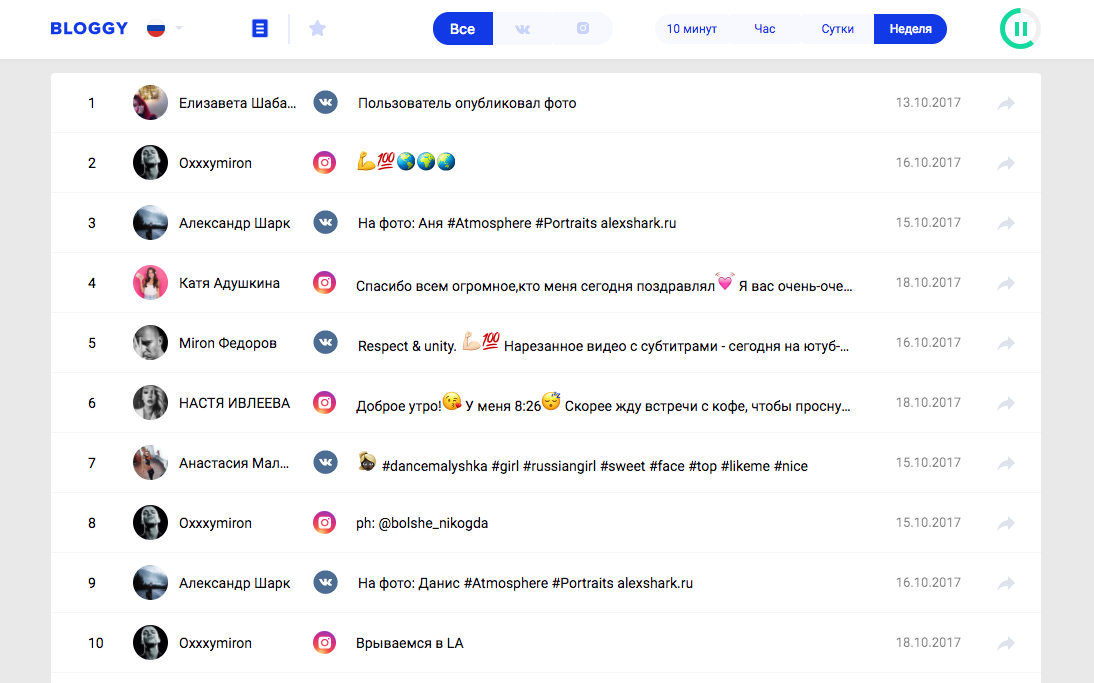 BLOGGY Все 10 минут Час Сутки Неделя
1 Елизавета Шаба... Пользователь опубликовал фото 13.10.2017
2 Oxxxymiron 💪💯🌎🌍🌏 16.10.2017
3 Александр Шарк На фото: Аня #Atmosphere #Portraits alexshark.ru 15.10.2017
4 Катя Адушкина Спасибо всем огромное,кто меня сегодня поздравлял💓 Я вас очень-оче... 18.10.2017
5 Miron Федоров Respect & unity. 💪🏻💯 Нарезанное видео с субтитрами - сегодня на ютуб-... 16.10.2017
6 НАСТЯ ИВЛЕЕВА Доброе утро!😘 У меня 8:26😴 Скорее жду встречи с кофе, чтобы просну... 18.10.2017
7 Анастасия Мал... #dancemalyshka #girl #russiangirl #sweet #face #top #likeme #nice 15.10.2017
8 Oxxxymiron ph: @bolshe_nikogda 15.10.2017
9 Александр Шарк На фото: Данис #Atmosphere #Portraits alexshark.ru 16.10.2017
10 Oxxxymiron Врываемся в LA 18.10.2017